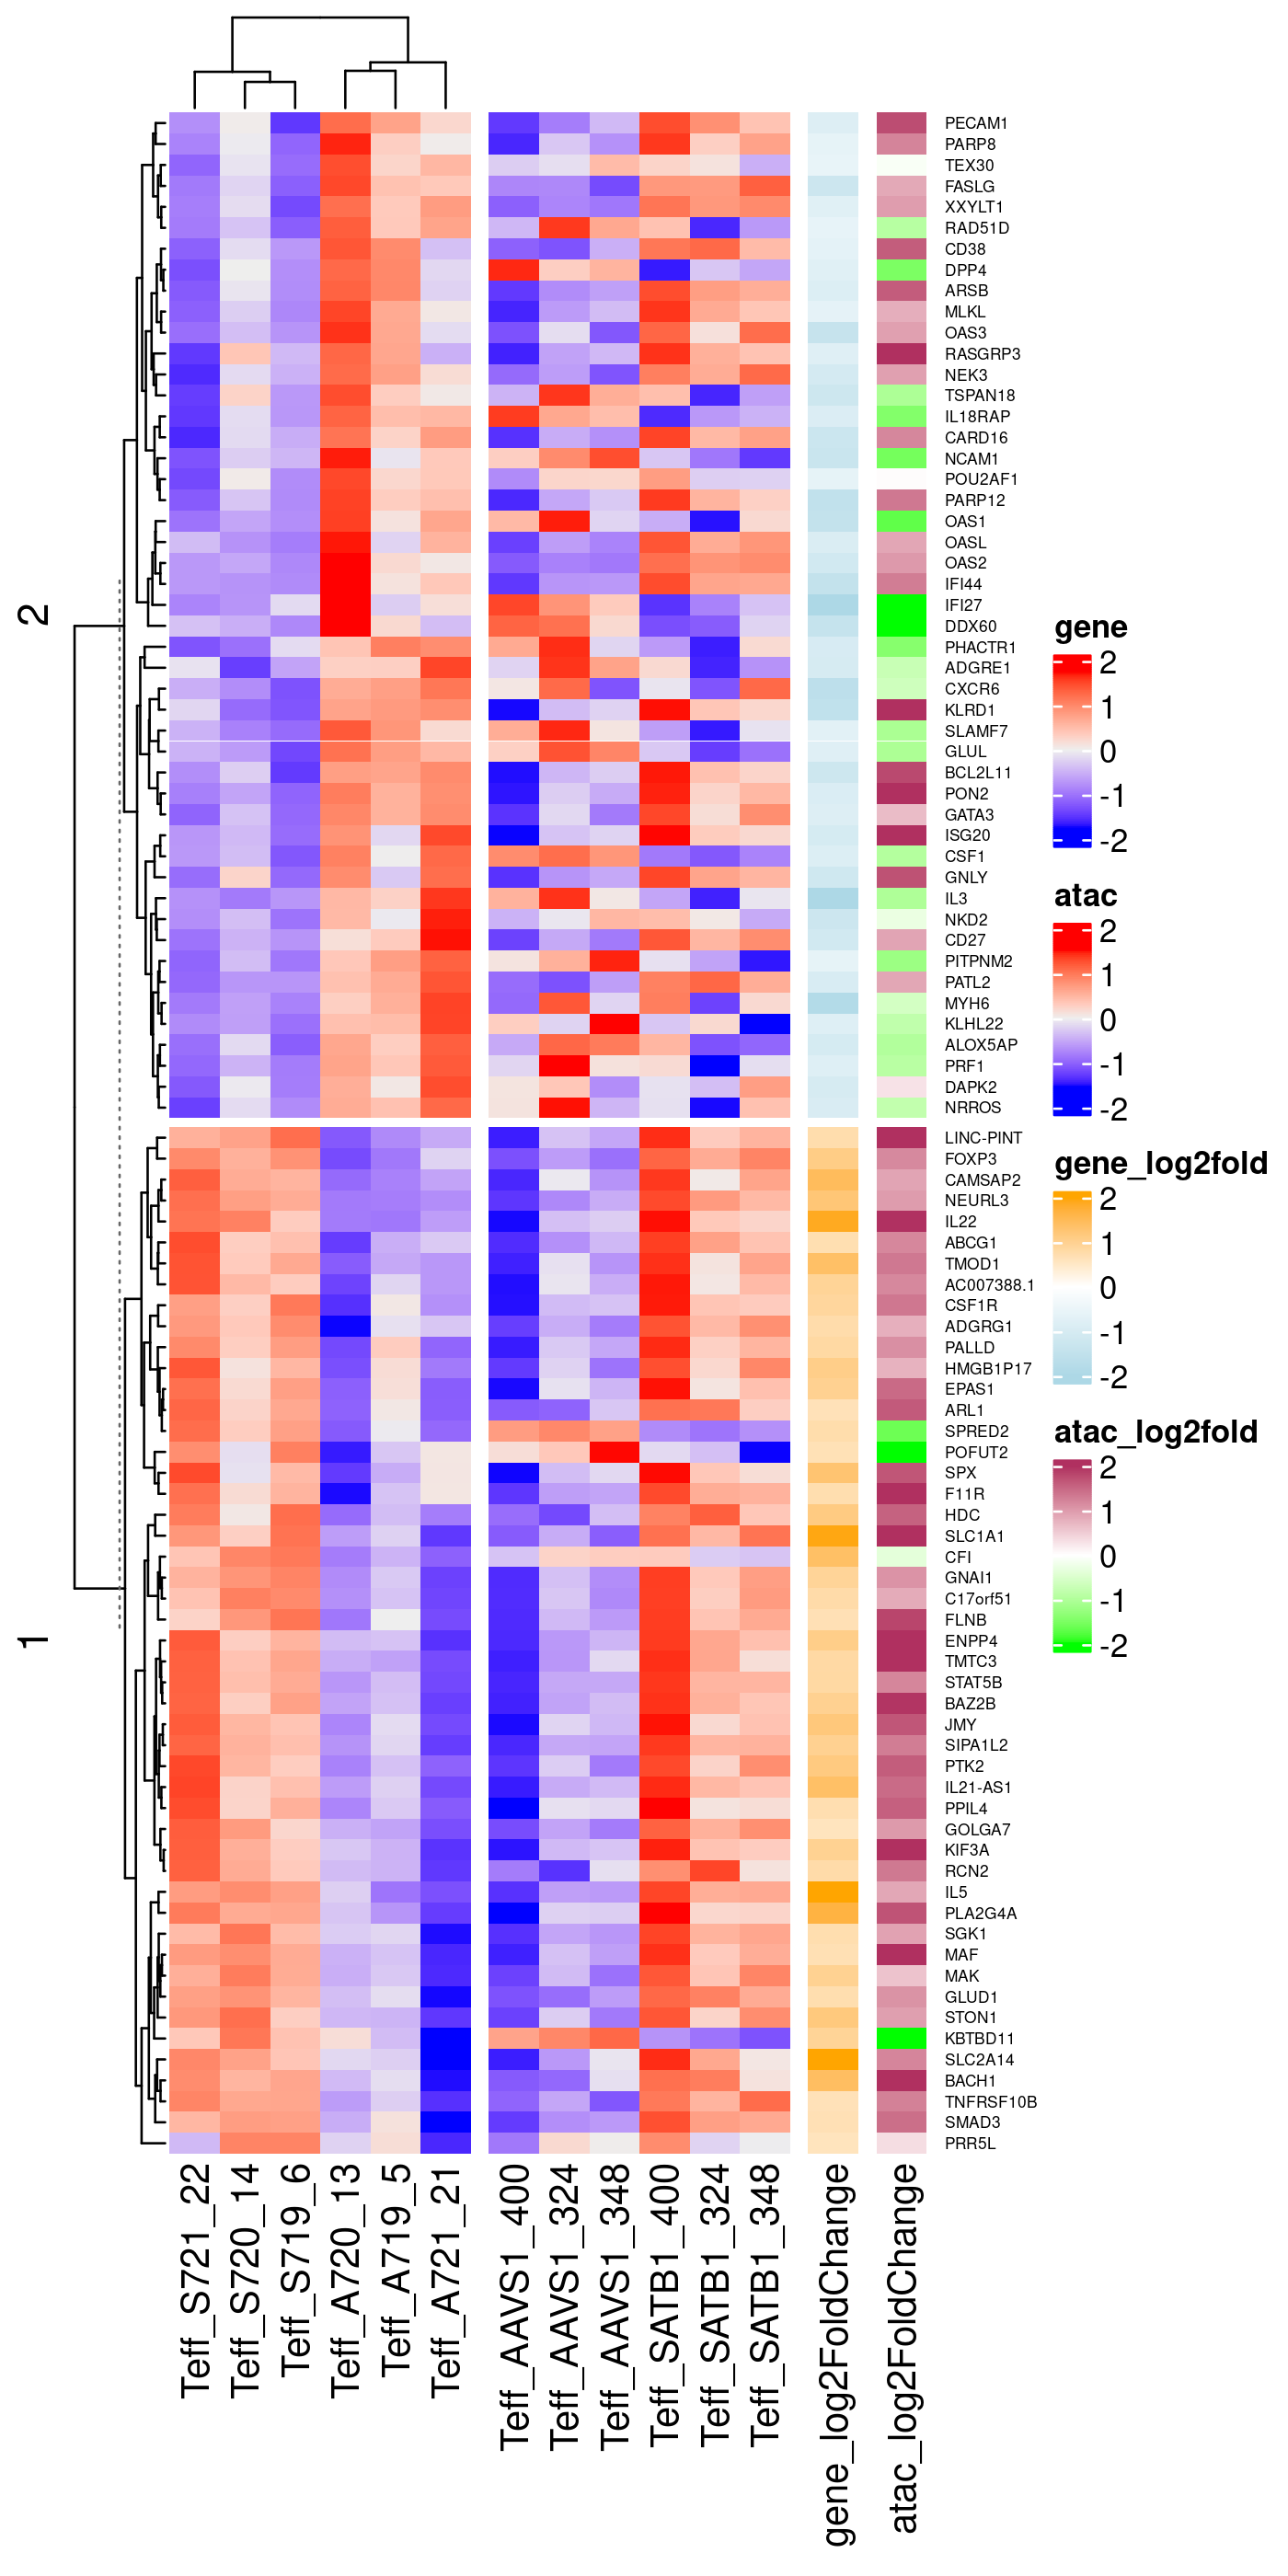 PECAM1
PARP8
TEX30
FASLG
XXYLT1
RAD51D
CD38
DPP4
ARSB
MLKL
OAS3
RASGRP3
NEK3
TSPAN18
IL18RAP
CARD16
NCAM1
POU2AF1
PARP12
OAS1
OASL
OAS2
IFI44
IFI27
DDX60
PHACTR1
ADGRE1
CXCR6
KLRD1
SLAMF7
GLUL
BCL2L11
PON2
GATA3
ISG20
CSF1
GNLY
IL3
NKD2
CD27
PITPNM2
PATL2
MYH6
KLHL22
ALOX5AP
PRF1
DAPK2
NRROS
LINC-PINT
FOXP3
CAMSAP2
NEURL3
IL22
ABCG1
TMOD1
AC007388.1
CSF1R
ADGRG1
PALLD
HMGB1P17
EPAS1
ARL1
SPRED2
POFUT2
SPX
F11R
HDC
SLC1A1
CFI
GNAI1
C17orf51
FLNB
ENPP4
TMTC3
STAT5B
BAZ2B
JMY
SIPA1L2
PTK2
IL21-AS1
PPIL4
GOLGA7
KIF3A
RCN2
IL5
PLA2G4A
SGK1
MAF
MAK
GLUD1
STON1
KBTBD11
SLC2A14
BACH1
TNFRSF10B
SMAD3
PRR5L
2
1
Teff_S721_22
Teff_S720_14
Teff_S719_6
Teff_A720_13
Teff_A719_5
Teff_A721_21
Teff_AAVS1_400
Teff_AAVS1_324
Teff_AAVS1_348
Teff_SATB1_400
Teff_SATB1_324
Teff_SATB1_348
gene_log2FoldChange
atac_log2FoldChange
gene
2
1
0
-1
-2
atac
2
1
0
-1
-2
gene_log2fold
2
1
0
-1
-2
atac_log2fold
2
1
0
-1
-2